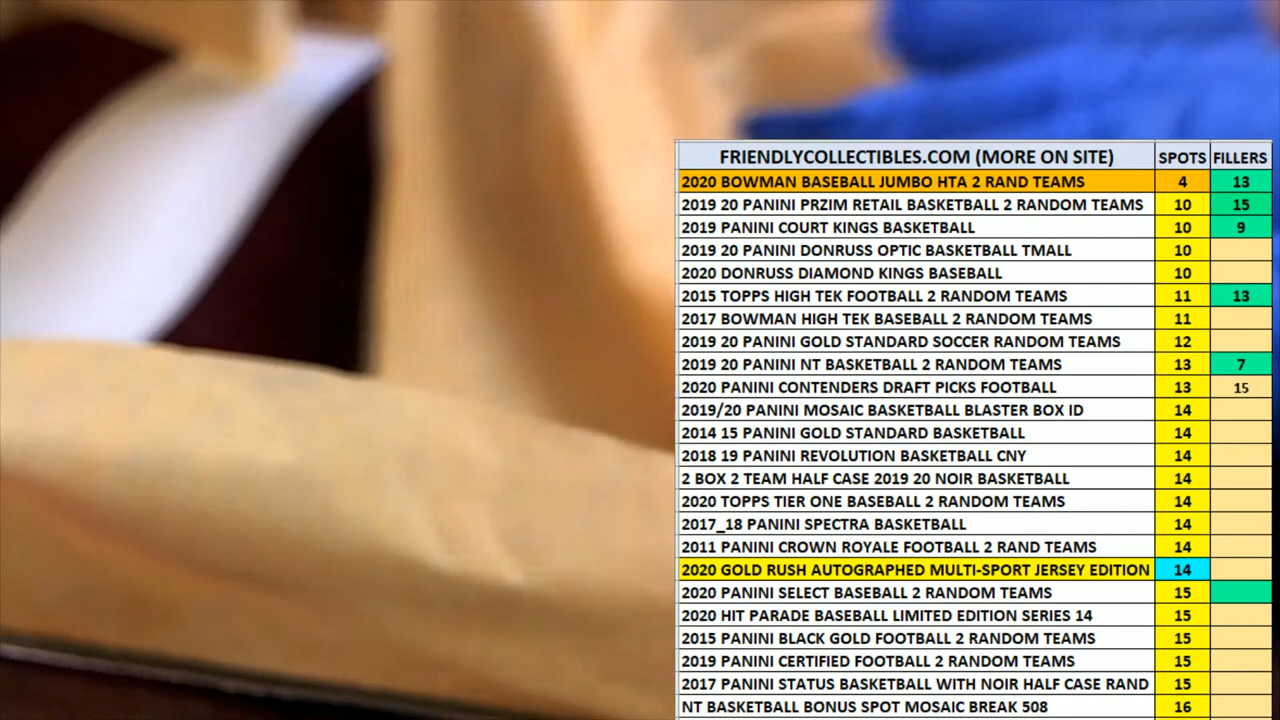 FRIENDLYCOLLECTIBLES.COM (MORE ON SITE) SPOTS FILLERS
2020 BOWMAN BASEBALL JUMBO HTA 2 RAND TEAMS 4 13
2019 20 PANINI PRZIM RETAIL BASKETBALL 2 RANDOM TEAMS 10 15
2019 PANINI COURT KINGS BASKETBALL 10 9
2019 20 PANINI DONRUSS OPTIC BASKETBALL TMALL 10
2020 DONRUSS DIAMOND KINGS BASEBALL 10
2015 TOPPS HIGH TEK FOOTBALL 2 RANDOM TEAMS 11 13
2017 BOWMAN HIGH TEK BASEBALL 2 RANDOM TEAMS 11
2019 20 PANINI GOLD STANDARD SOCCER RANDOM TEAMS 12
2019 20 PANINI NT BASKETBALL 2 RANDOM TEAMS 13 7
2020 PANINI CONTENDERS DRAFT PICKS FOOTBALL 13 15
2019/20 PANINI MOSAIC BASKETBALL BLASTER BOX ID 14
2014 15 PANINI GOLD STANDARD BASKETBALL 14
2018 19 PANINI REVOLUTION BASKETBALL CNY 14
2 BOX 2 TEAM HALF CASE 2019 20 NOIR BASKETBALL 14
2020 TOPPS TIER ONE BASEBALL 2 RANDOM TEAMS 14
2017_18 PANINI SPECTRA BASKETBALL 14
2011 PANINI CROWN ROYALE FOOTBALL 2 RAND TEAMS 14
2020 GOLD RUSH AUTOGRAPHED MULTI-SPORT JERSEY EDITION 14
2020 PANINI SELECT BASEBALL 2 RANDOM TEAMS 15
2020 HIT PARADE BASEBALL LIMITED EDITION SERIES 14 15
2015 PANINI BLACK GOLD FOOTBALL 2 RANDOM TEAMS 15
2019 PANINI CERTIFIED FOOTBALL 2 RANDOM TEAMS 15
2017 PANINI STATUS BASKETBALL WITH NOIR HALF CASE RAND 15
NT BASKETBALL BONUS SPOT MOSAIC BREAK 508 16